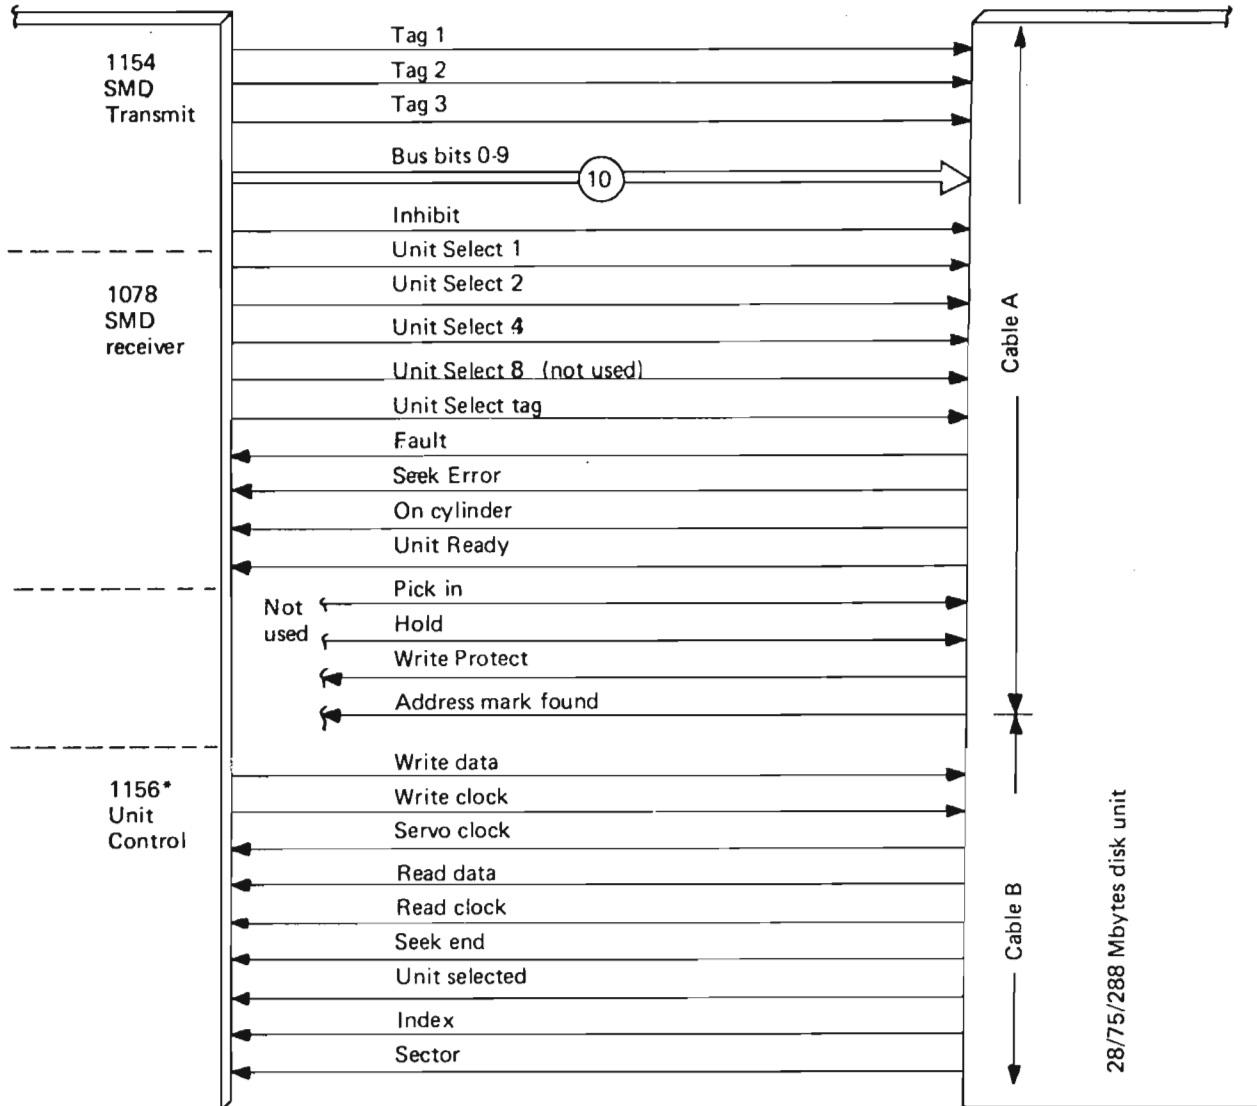 Tag 1
1154
SMD
Transmit
Tag 2
Tag 3
Bus bits 0-9
10
Inhibit
Unit Select 1
1078
SMD
receiver
Unit Select 2
Unit Select 4
Unit Select 8 (not used)
Unit Select tag
Fault
Seek Error
On cylinder
Unit Ready
Cable A
Not
used
Pick in
Hold
Write Protect
Address mark found
1156*
Unit
Control
Write data
Write clock
Servo clock
Read data
Read clock
Seek end
Unit selected
Index
Sector
Cable B
28/75/288 Mbytes disk unit